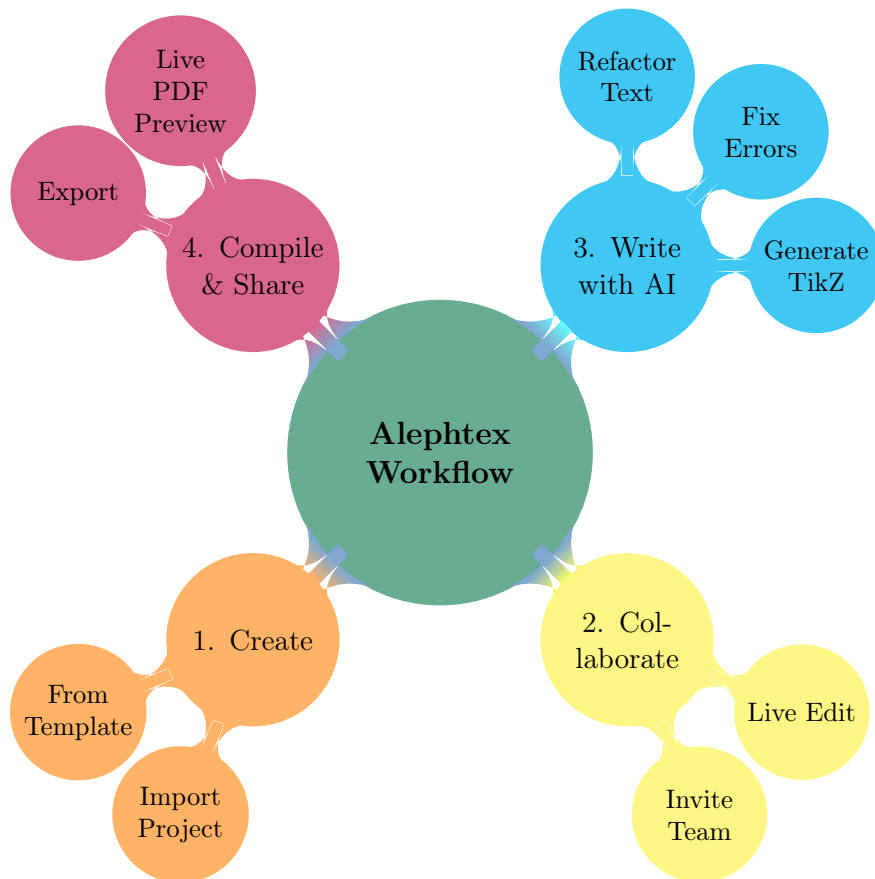 Live
PDF
Preview
Export
4. Compile
& Share
Refactor
Text
Fix
Errors
3. Write
with AI
Generate
TikZ
Alephtex
Workflow
1. Create
From
Template
Import
Project
2. Col-
laborate
Live Edit
Invite
Team